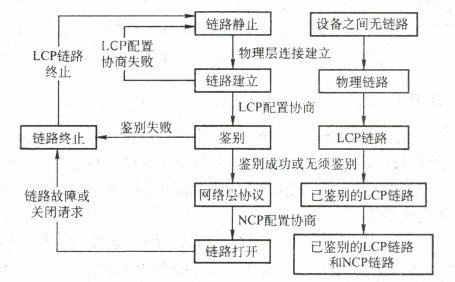 链路静止
设备之间无链路
LCP配置
协商失败
LCP链路
终止
物理层连接建立
链路建立
物理链路
LCP配置协商
链路终止
鉴别失败
鉴别
LCP链路
鉴别成功或无须鉴别
链路故障或
关闭请求
网络层协议
已鉴别的LCP链路
NCP配置协商
链路打开
已鉴别的LCP链路
和NCP链路